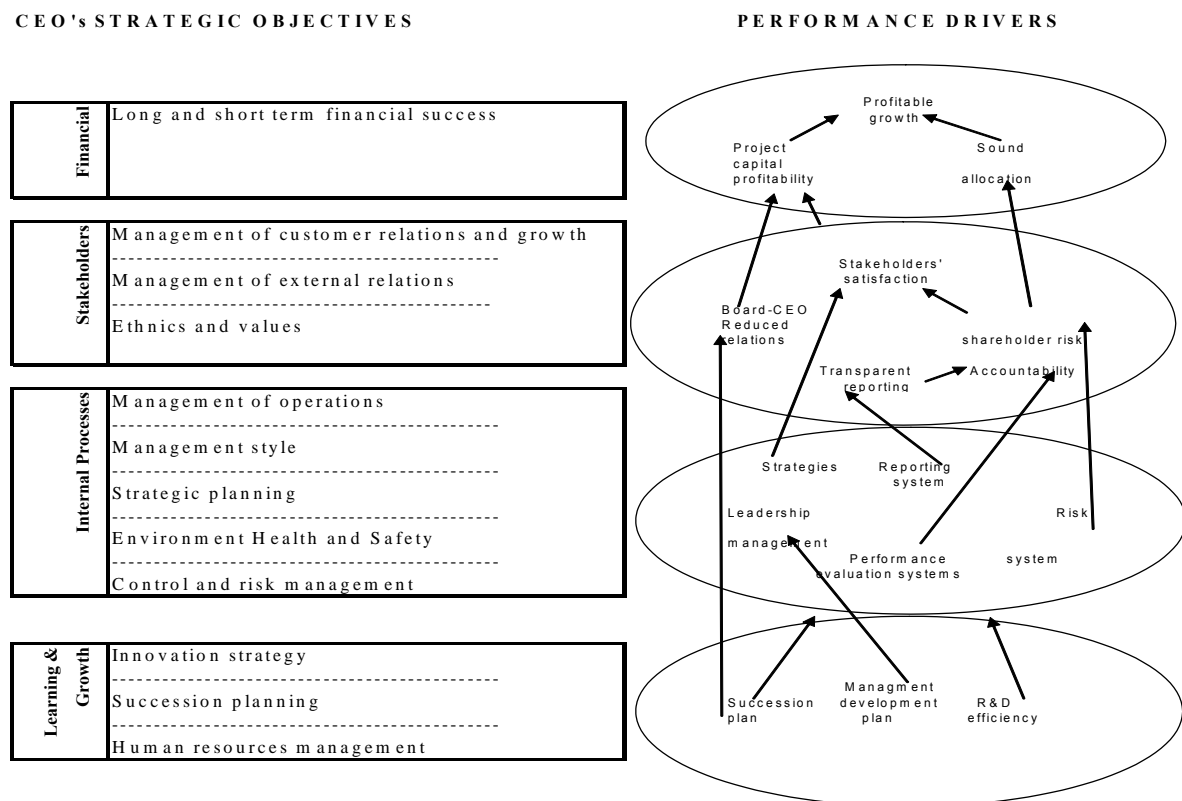 CEO's STRATEGIC OBJECTIVES
PERFORMANCE DRIVERS
Financial
Long and short term financial success
Stakeholders
Management of customer relations and growth
Management of external relations
Ethnics and values
Internal Processes
Management of operations
Management style
Strategic planning
Environment Health and Safety
Control and risk management
Learning &
Growth
Innovation strategy
Succession planning
Human resources management
Profitable
growth
Project
capital
profitability
Sound
allocation
Stakeholders'
satisfaction
Board-CEO
Reduced
relations
shareholder risk
Transparent
reporting
Accountability
Strategies
Reporting
system
Leadership
management
Risk
Performance
evaluation systems
system
Succession
plan
Managment
development
plan
R&D
efficiency